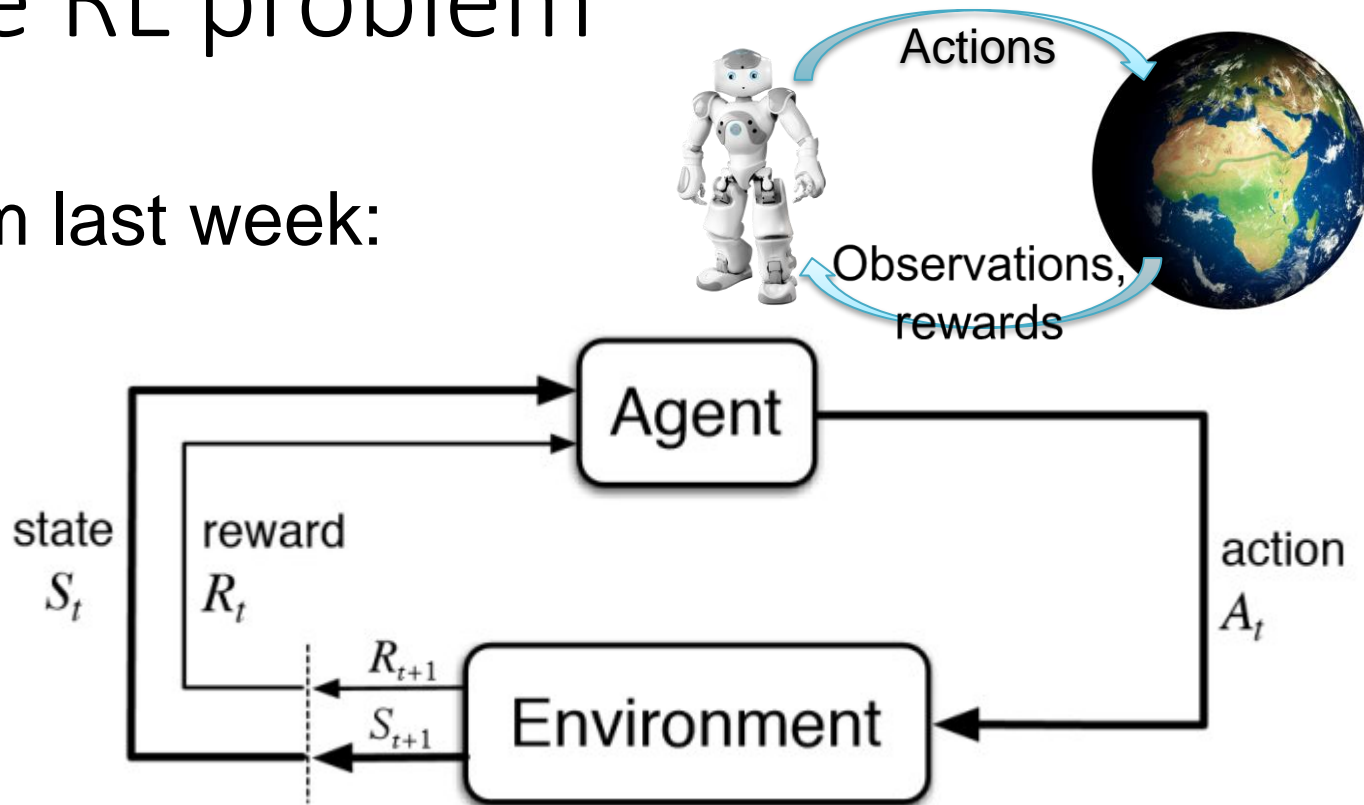 e RL problem
Actions
m last week:
Observations,
rewards
Agent
state
reward
action
S_t
R_t
A_t
R_{t+1}
S_{t+1}
Environment